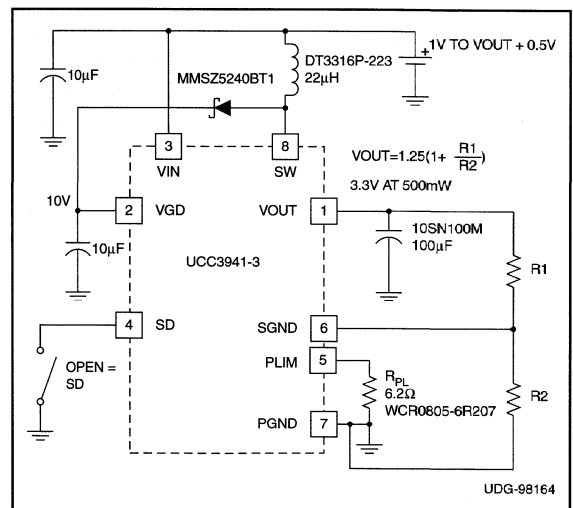 1V TO VOUT + 0.5V
+
DT3316P-223
22µH
10µF
MMSZ5240BT1
3
VIN
8
SW
VOUT=1.25(1+ R1
R2 )
3.3V AT 500mW
10V
2
VGD
VOUT
1
10SN100M
100µF
10µF
UCC3941-3
R1
4
SD
SGND
6
PLIM
5
OPEN =
SD
RPL
6.2Ω
WCR0805-6R207
R2
PGND
7
UDG-98164